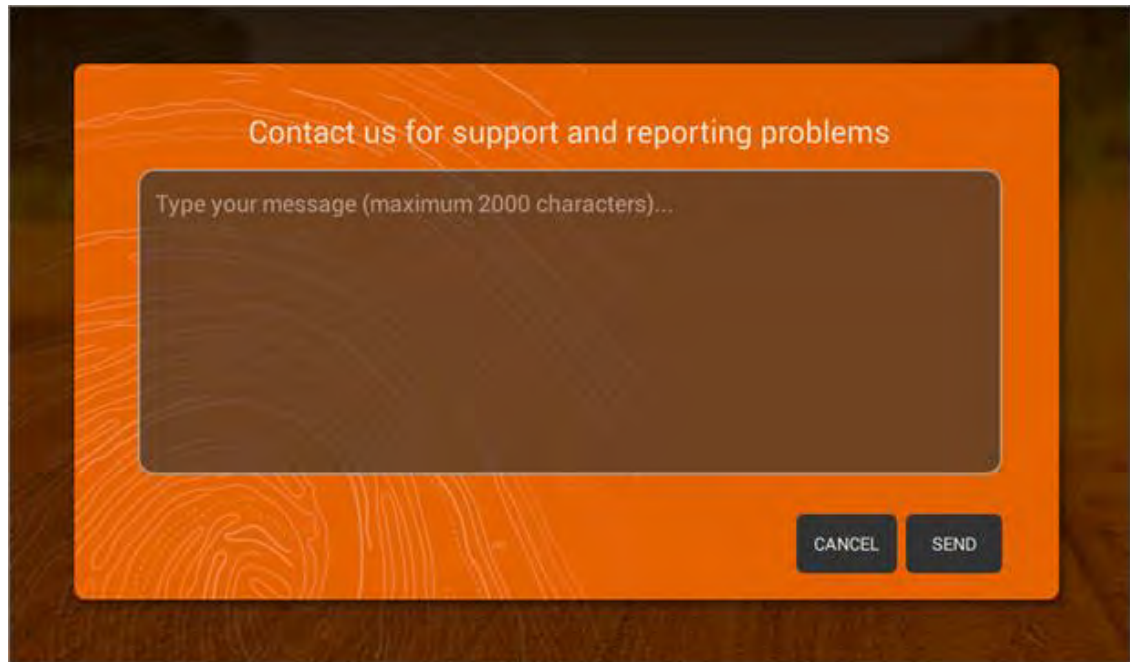 Contact us for support and reporting problems
Type your message (maximum 2000 characters)...
CANCEL SEND